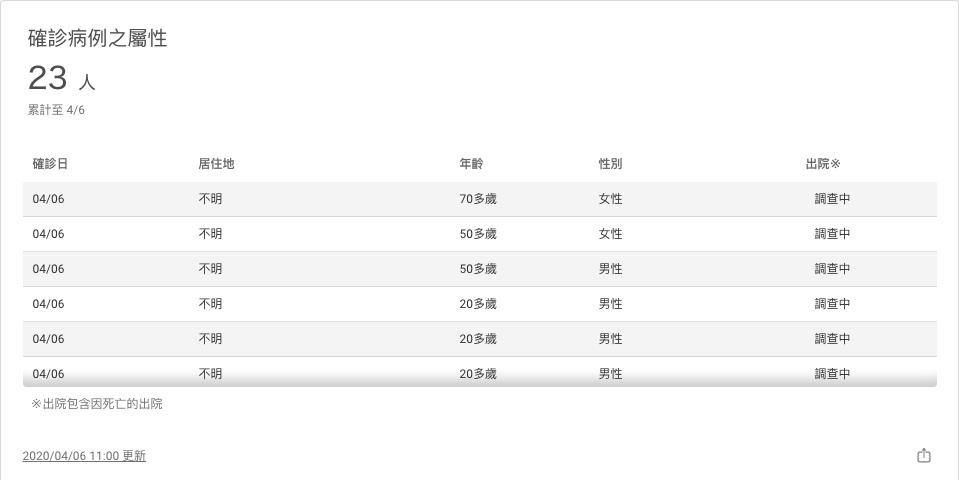 確診病例之屬性
23 人
累計至 4/6
確診日 居住地 年齡 性別 出院※
04/06 不明 70多歲 女性 調查中
04/06 不明 50多歲 女性 調查中
04/06 不明 50多歲 男性 調查中
04/06 不明 20多歲 男性 調查中
04/06 不明 20多歲 男性 調查中
04/06 不明 20多歲 男性 調查中
※出院包含因死亡的出院
2020/04/06 11:00 更新